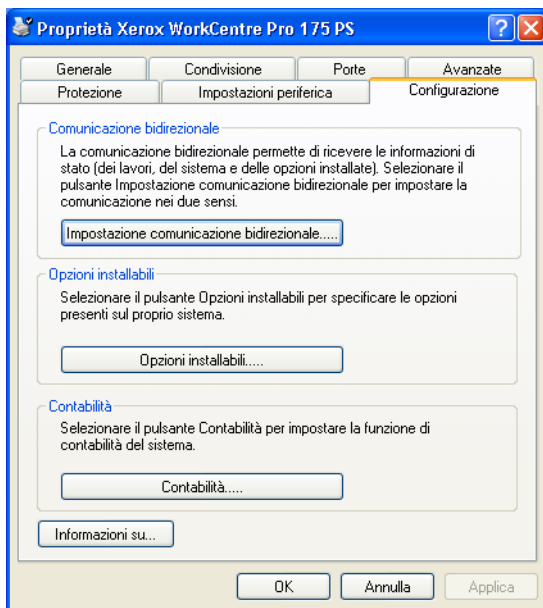 Proprietà Xerox WorkCentre Pro 175 PS
Generale
Condivisione
Porte
Avanzate
Protezione
Impostazioni periferica
Configurazione
Comunicazione bidirezionale
La comunicazione bidirezionale permette di ricevere le informazioni di
stato (dei lavori, del sistema e delle opzioni installate). Selezionare il
pulsante Impostazione comunicazione bidirezionale per impostare la
comunicazione nei due sensi.
Impostazione comunicazione bidirezionale.....
Opzioni installabili
Selezionare il pulsante Opzioni installabili per specificare le opzioni
presenti sul proprio sistema.
Opzioni installabili.....
Contabilità
Selezionare il pulsante Contabilità per impostare la funzione di
contabilità del sistema.
Contabilità.....
Informazioni su...
OK
Annulla
Applica